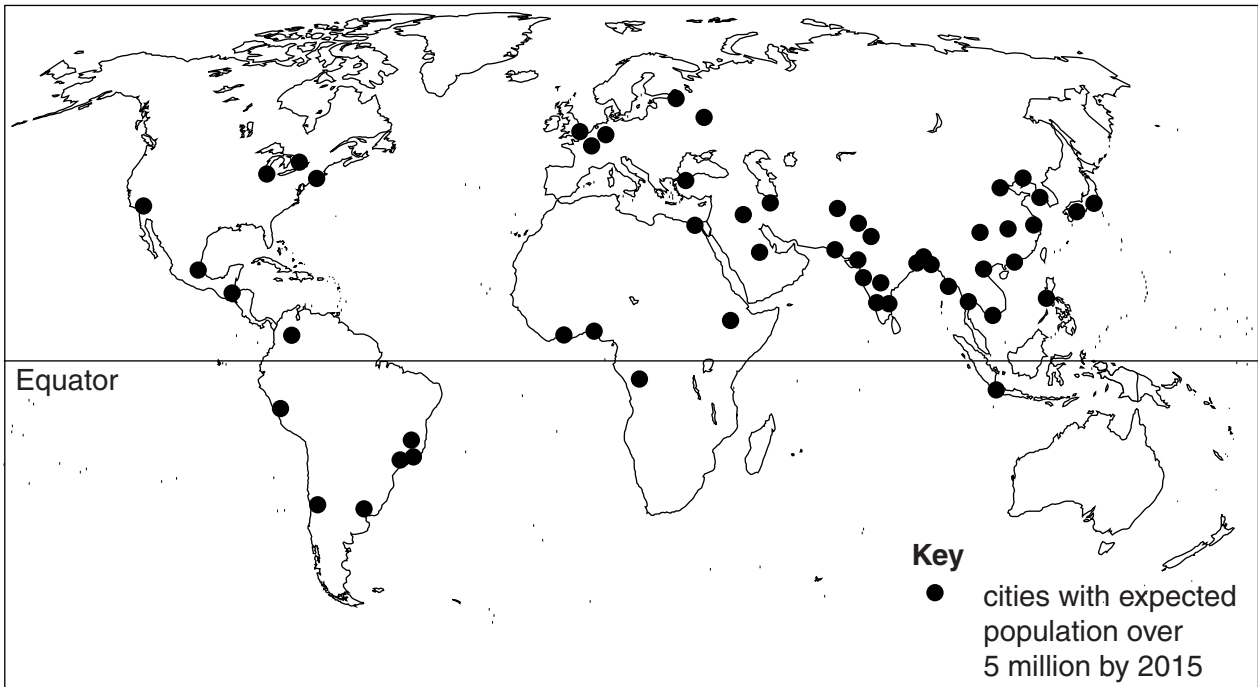 Equator
Key
cities with expected
population over
5 million by 2015